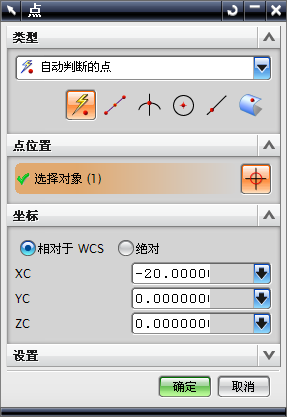 点
类型
自动判断的点
点位置
选择对象 (1)
坐标
相对于 WCS 绝对
XC -20.00000
YC 0.000000
ZC 0.000000
设置
确定 取消